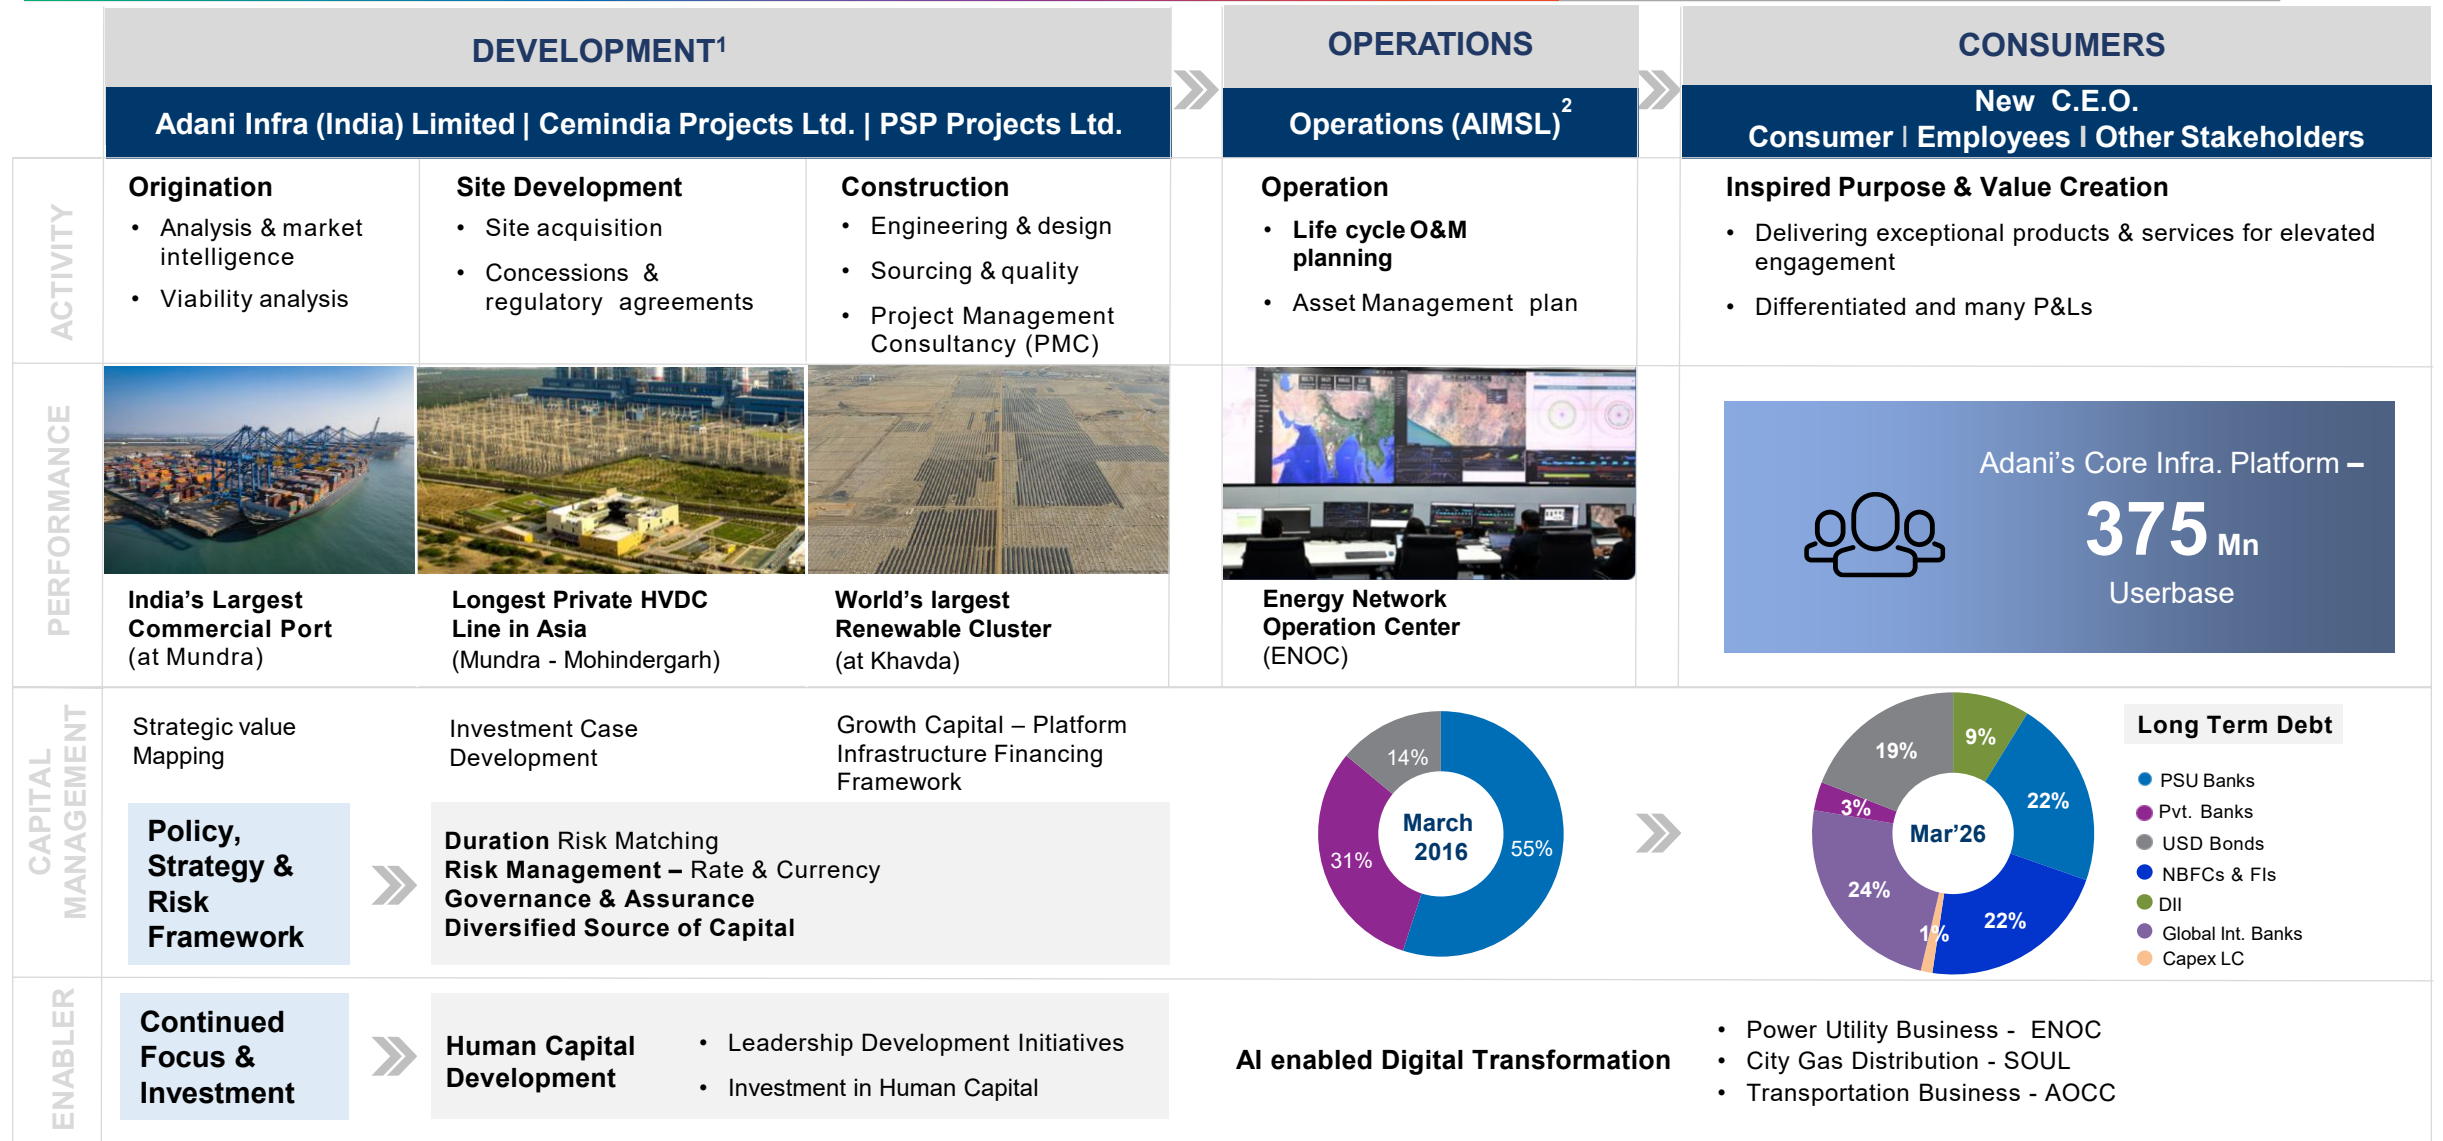 DEVELOPMENT¹
OPERATIONS
CONSUMERS
Adani Infra (India) Limited | Cemindia Projects Ltd. | PSP Projects Ltd.
Operations (AIMSL)²
New C.E.O.
Consumer I Employees I Other Stakeholders
ACTIVITY
Origination
• Analysis & market
intelligence
• Viability analysis
Site Development
• Site acquisition
• Concessions &
regulatory agreements
Construction
• Engineering & design
• Sourcing & quality
• Project Management
Consultancy (PMC)
Operation
• Life cycle O&M
planning
• Asset Management plan
Inspired Purpose & Value Creation
• Delivering exceptional products & services for elevated
engagement
• Differentiated and many P&Ls
PERFORMANCE
India's Largest
Commercial Port
(at Mundra)
Longest Private HVDC
Line in Asia
(Mundra - Mohindergarh)
World's largest
Renewable Cluster
(at Khavda)
Energy Network
Operation Center
(ENOC)
Adani's Core Infra. Platform –
375 Mn
Userbase
CAPITAL
MANAGEMENT
Strategic value
Mapping
Investment Case
Development
Growth Capital – Platform
Infrastructure Financing
Framework
Policy,
Strategy &
Risk
Framework
Duration Risk Matching
Risk Management – Rate & Currency
Governance & Assurance
Diversified Source of Capital
14%
31%
55%
March
2016
9%
19%
22%
3%
24%
22%
1%
Mar'26
Long Term Debt
PSU Banks
Pvt. Banks
USD Bonds
NBFCs & FIs
DII
Global Int. Banks
Capex LC
ENABLER
Continued
Focus &
Investment
Human Capital
Development
• Leadership Development Initiatives
• Investment in Human Capital
AI enabled Digital Transformation
• Power Utility Business - ENOC
• City Gas Distribution - SOUL
• Transportation Business - AOCC